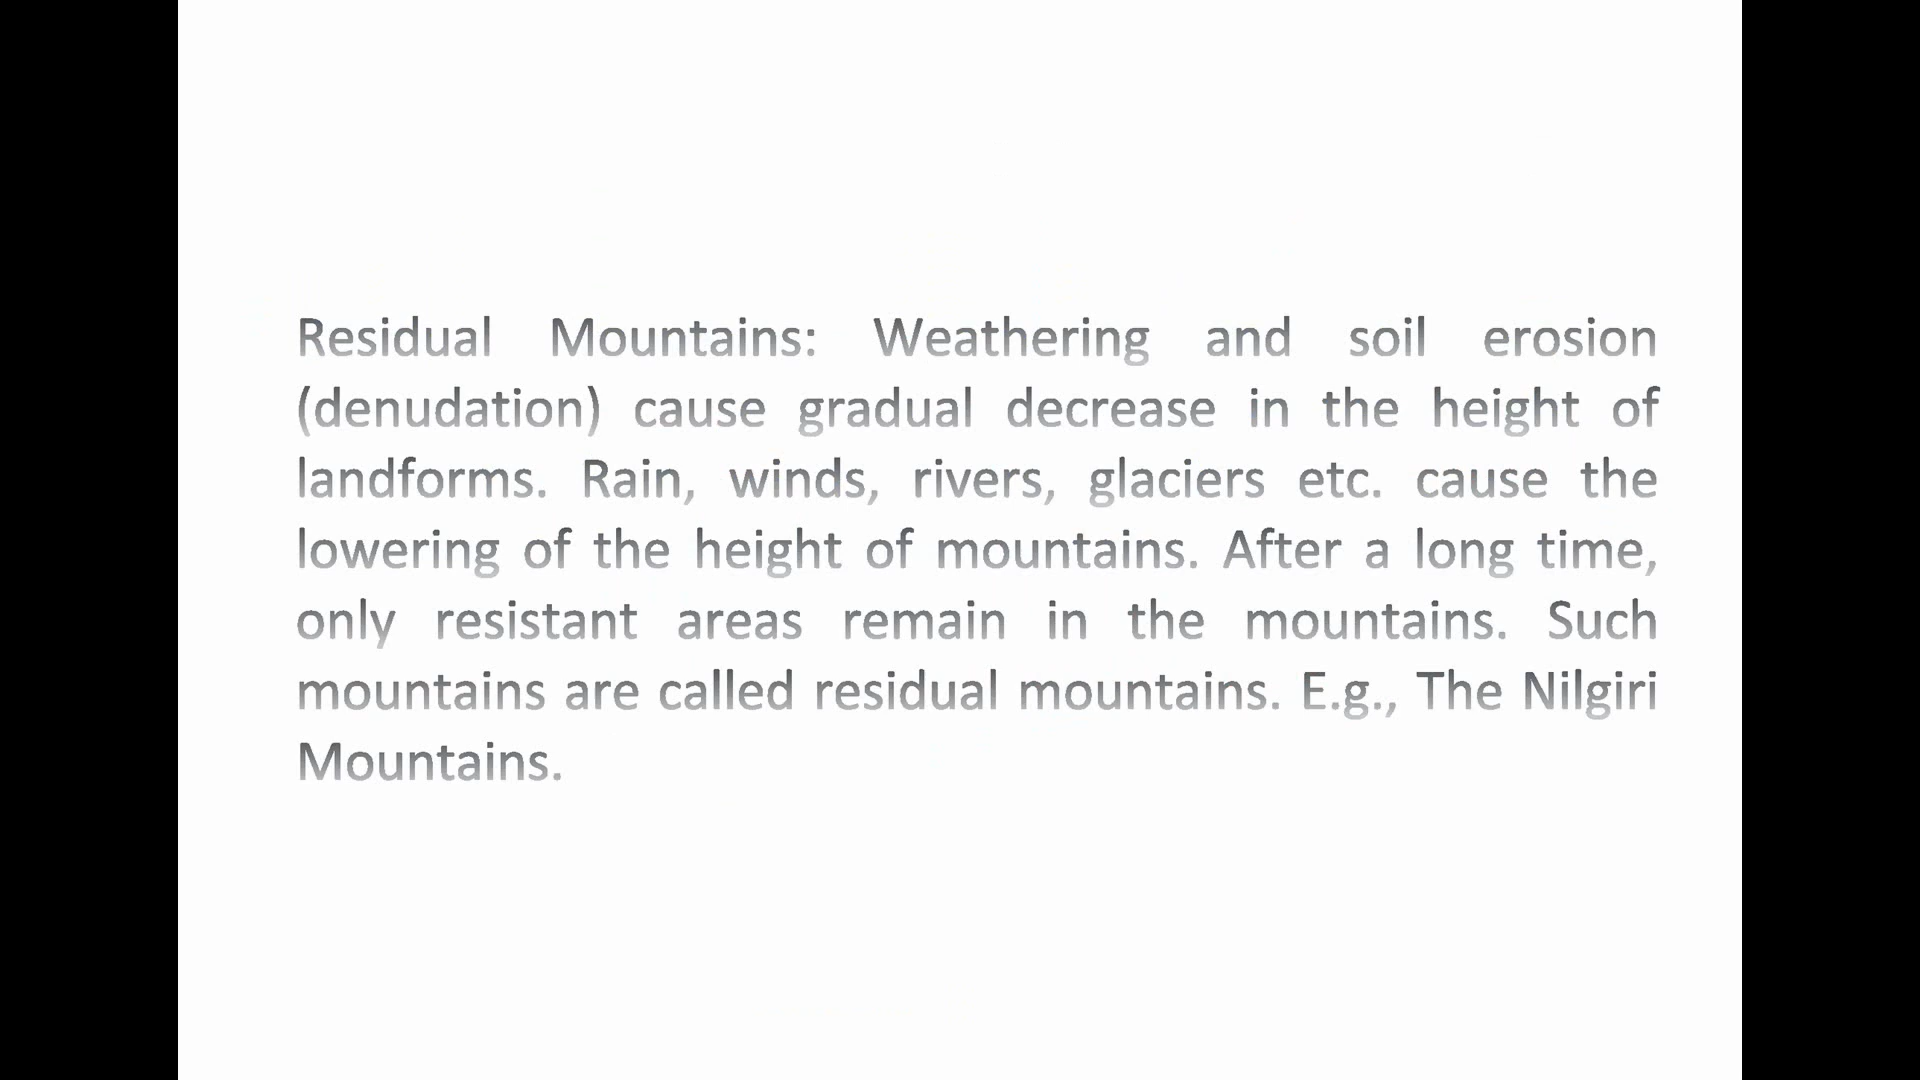 Residual Mountains: Weathering and soil erosion
(denudation) cause gradual decrease in the height of
landforms. Rain, winds, rivers, glaciers etc. cause the
lowering of the height of mountains. After a long time,
only resistant areas remain in the mountains. Such
mountains are called residual mountains. E.g., The Nilgiri
Mountains.